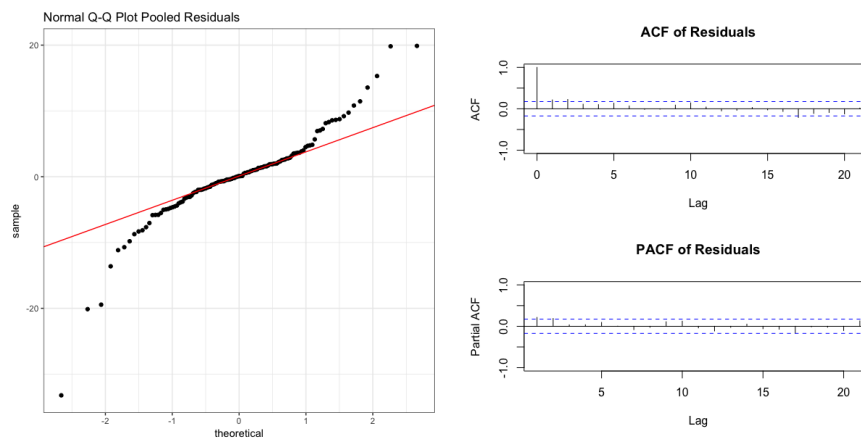 Normal Q-Q Plot Pooled Residuals
20
0
-20
sample
-2
-1
0
1
2
theoretical
ACF of Residuals
ACF
1.0
0.0
-1.0
0
5
10
15
20
Lag
PACF of Residuals
Partial ACF
1.0
0.0
-1.0
5
10
15
20
Lag